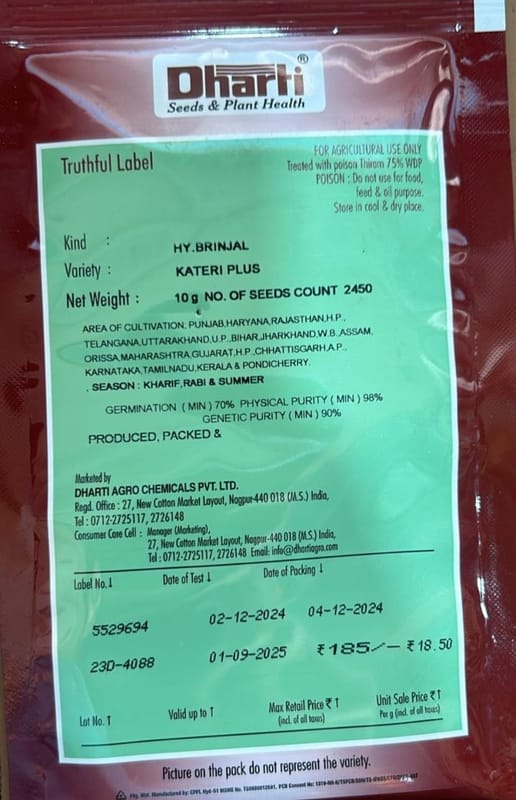 Dharti®
Seeds & Plant Health
Truthful Label
FOR AGRICULTURAL USE ONLY
Treated with poison Thiram 75% WDP
POISON : Do not use for food,
feed & oil purpose.
Store in cool & dry place.
Kind : HY.BRINJAL
Variety : KATERI PLUS
Net Weight : 10 g NO. OF SEEDS COUNT 2450
AREA OF CULTIVATION, PUNJAB,HARYANA,RAJASTHAN,H.P.,
TELANGANA,UTTARAKHAND,U.P.,BIHAR,JHARKHAND,W.B.,ASSAM,
ORISSA,MAHARASHTRA,GUJARAT,H.P.,CHHATTISGARH,A.P.,
KARNATAKA,TAMILNADU,KERALA & PONDICHERRY.
. SEASON : KHARIF,RABI & SUMMER
GERMINATION ( MIN ) 70% PHYSICAL PURITY ( MIN ) 98%
GENETIC PURITY ( MIN ) 90%
PRODUCED, PACKED &
Marketed by
DHARTI AGRO CHEMICALS PVT. LTD.
Regd. Office : 27, New Cotton Market Layout, Nagpur-440 018 (M.S.) India,
Tel : 0712-2725117, 2726148
Consumer Care Cell : Manager (Marketing),
27, New Cotton Market Layout, Nagpur-440 018 (M.S.) India,
Tel : 0712-2725117, 2726148 Email: info@dhartiagro.com
Label No.↓ Date of Test ↓ Date of Packing ↓
5529694 02-12-2024 04-12-2024
23D-4088 01-09-2025 ₹185/- ₹18.50
Lot No.↑ Valid up to ↑ Max Retail Price ₹↑ Unit Sale Price ₹↑
(incl. of all taxes) Per g (incl. of all taxes)
Picture on the pack do not represent the variety.
Pkg. Mat. Manufactured by: EPPL Hyd-51